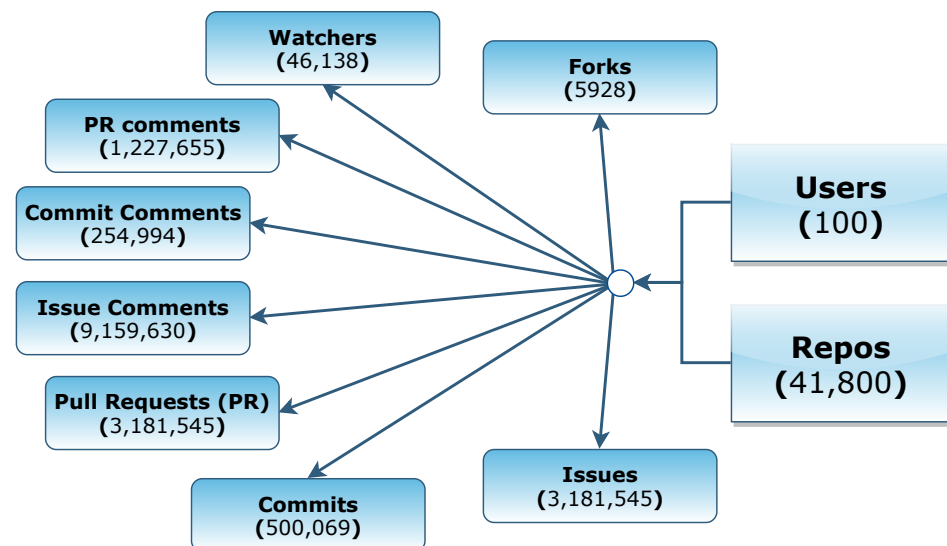 Watchers
(46,138)
Forks
(5928)
PR comments
(1,227,655)
Users
(100)
Commit Comments
(254,994)
Issue Comments
(9,159,630)
Repos
(41,800)
Pull Requests (PR)
(3,181,545)
Issues
(3,181,545)
Commits
(500,069)